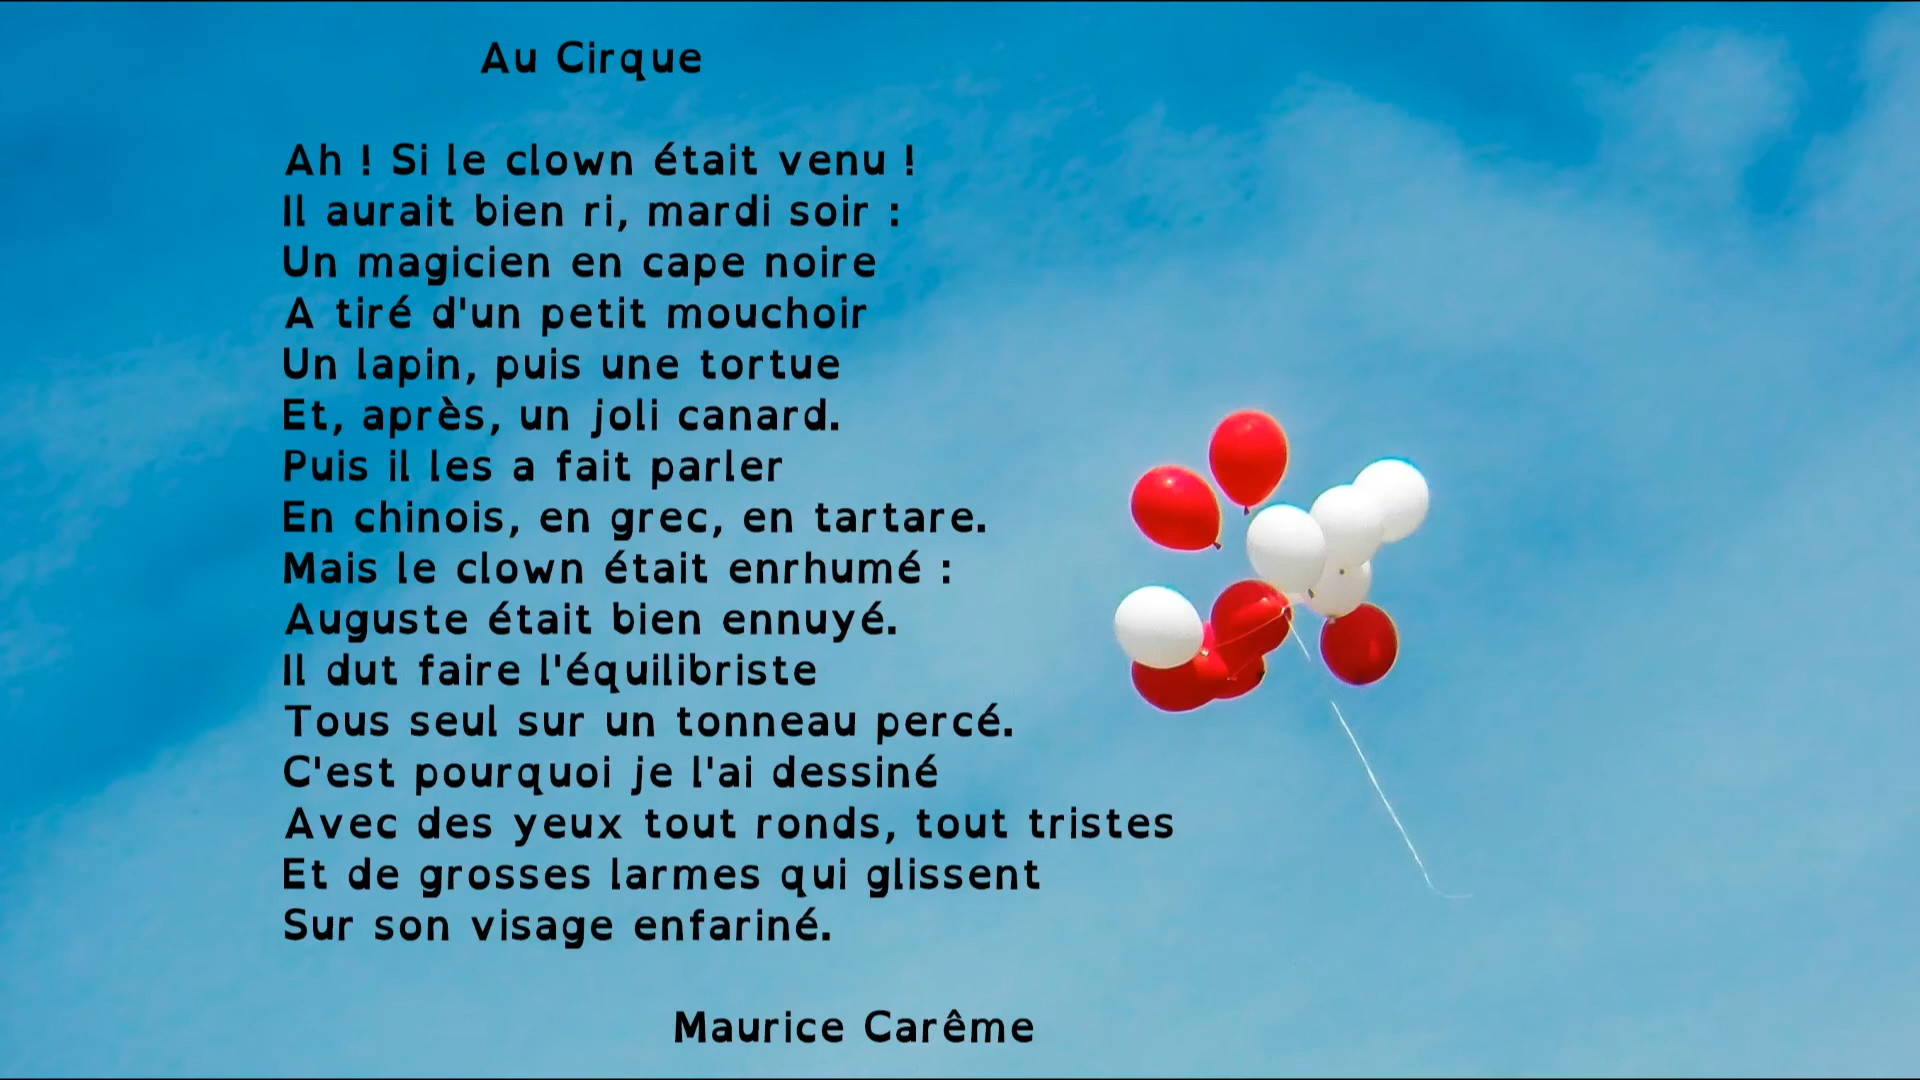 Au Cirque
Ah ! Si le clown était venu !
Il aurait bien ri, mardi soir :
Un magicien en cape noire
A tiré d'un petit mouchoir
Un lapin, puis une tortue
Et, après, un joli canard.
Puis il les a fait parler
En chinois, en grec, en tartare.
Mais le clown était enrhumé :
Auguste était bien ennuyé.
Il dut faire l'équilibriste
Tous seul sur un tonneau percé.
C'est pourquoi je l'ai dessiné
Avec des yeux tout ronds, tout tristes
Et de grosses larmes qui glissent
Sur son visage enfariné.
Maurice Carême